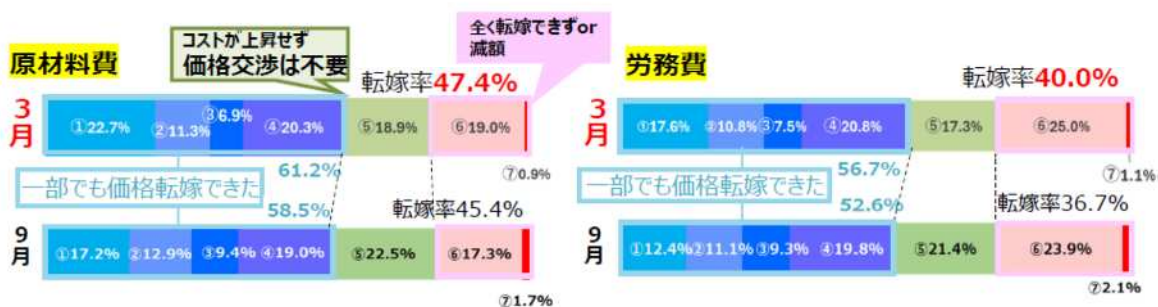 原材料費
コストが上昇せず
価格交渉は不要
全く転嫁できずor
減額
転嫁率47.4%
3月
①22.7%
②11.3%
③6.9%
④20.3%
⑤18.9%
⑥19.0%
⑦0.9%
61.2%
一部でも価格転嫁できた
58.5%
転嫁率45.4%
9月
①17.2%
②12.9%
③9.4%
④19.0%
⑤22.5%
⑥17.3%
⑦1.7%
労務費
転嫁率40.0%
3月
①17.6%
②10.8%
③7.5%
④20.8%
⑤17.3%
⑥25.0%
⑦1.1%
56.7%
一部でも価格転嫁できた
52.6%
転嫁率36.7%
9月
①12.4%
②11.1%
③9.3%
④19.8%
⑤21.4%
⑥23.9%
⑦2.1%